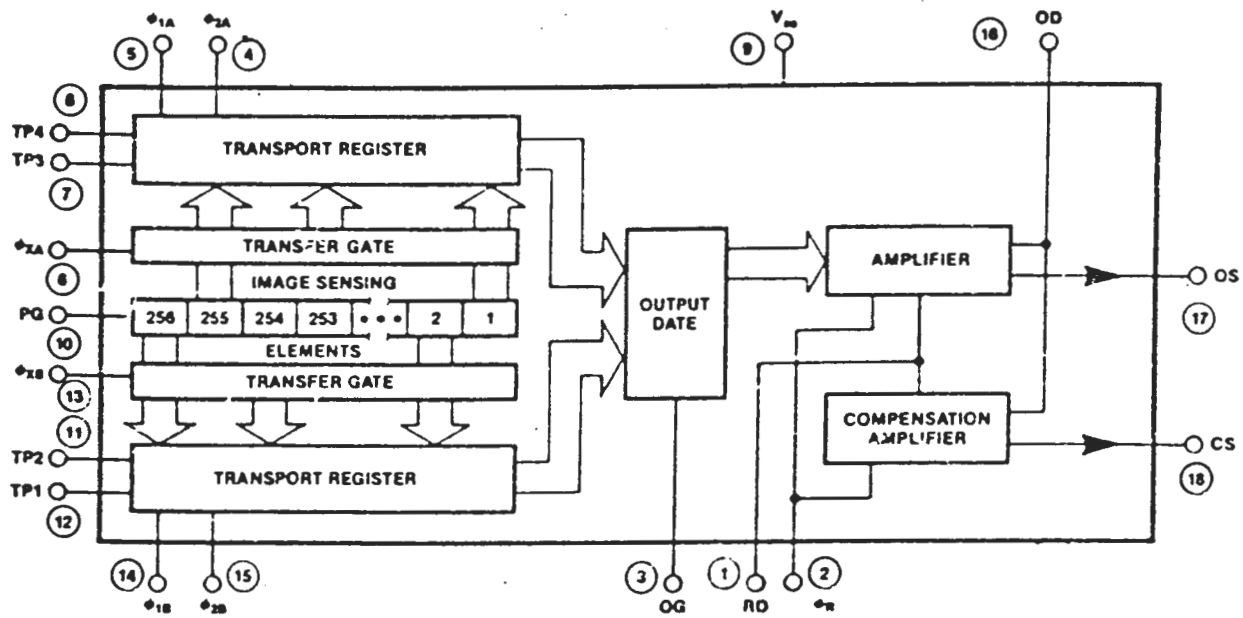 ϕ1A ϕ2A VSS OD
5 4 9 16
8
TP4
TP3
7
TRANSPORT REGISTER
ϕXA
TRANSFER GATE
6
IMAGE SENSING
PG
256 255 254 253 • • • 2 1
10
ELEMENTS
ϕXB
TRANSFER GATE
13
11
TP2
TP1
12
TRANSPORT REGISTER
OUTPUT
DATE
AMPLIFIER
OS
17
COMPENSATION
AMPLIFIER
CS
18
14 15 3 1 2
ϕ1B ϕ2B OG RD ϕR